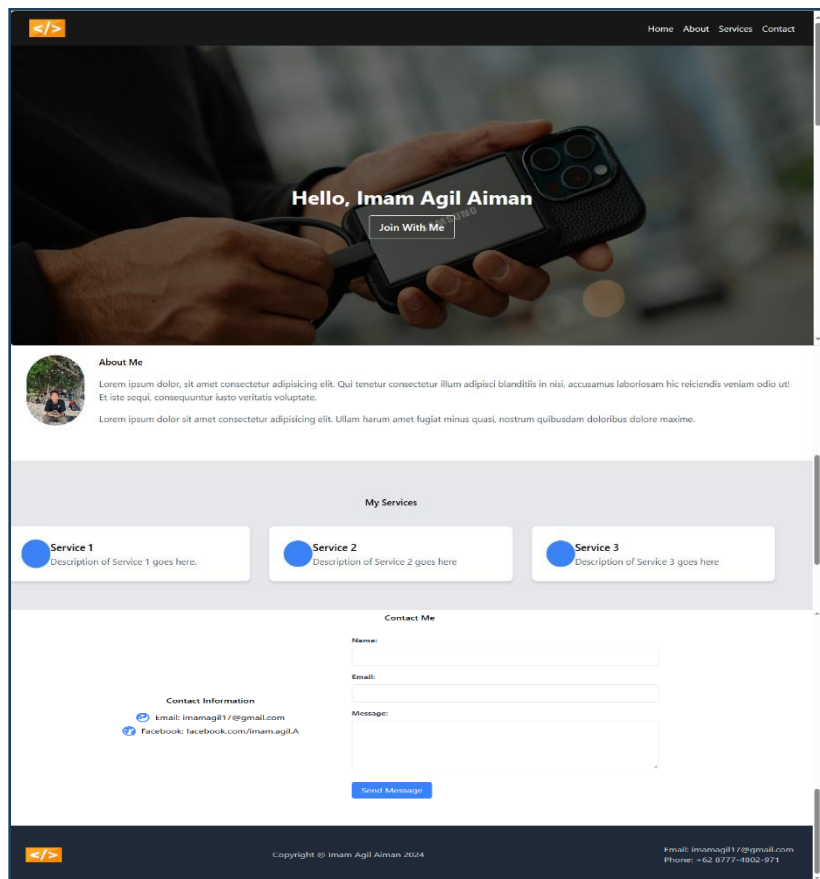 </>
Home About Services Contact
SAMSUNG
Hello, Imam Agil Aiman
Join With Me
About Me
Lorem ipsum dolor, sit amet consectetur adipisicing elit. Qui tenetur consectetur illum adipisci blanditiis in nisi, accusamus laboriosam hic reiciendis veniam odio ut!
Et iste sequi, consequuntur iusto veritatis voluptate.
Lorem ipsum dolor sit amet consectetur adipisicing elit. Ullam harum amet fugiat minus quasi, nostrum quibusdam doloribus dolore maxime.
My Services
Service 1
Description of Service 1 goes here.
Service 2
Description of Service 2 goes here
Service 3
Description of Service 3 goes here
Contact Me
Name:
Email:
Message:
Contact Information
Email: imamagil17@gmail.com
Facebook: facebook.com/imam.agil.A
Send Message
</>
Copyright © Imam Agil Aiman 2024
Email: imamagil17@gmail.com
Phone: +62 8777-4802-971